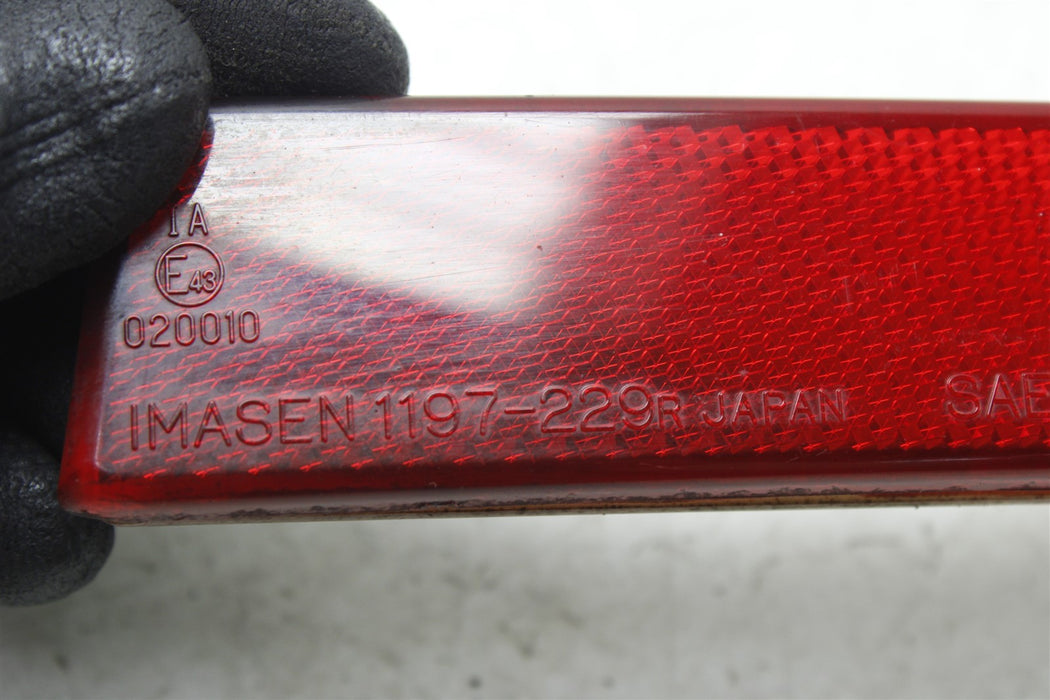 IA
E43
020010
IMASEN 1197-229R JAPAN SAE